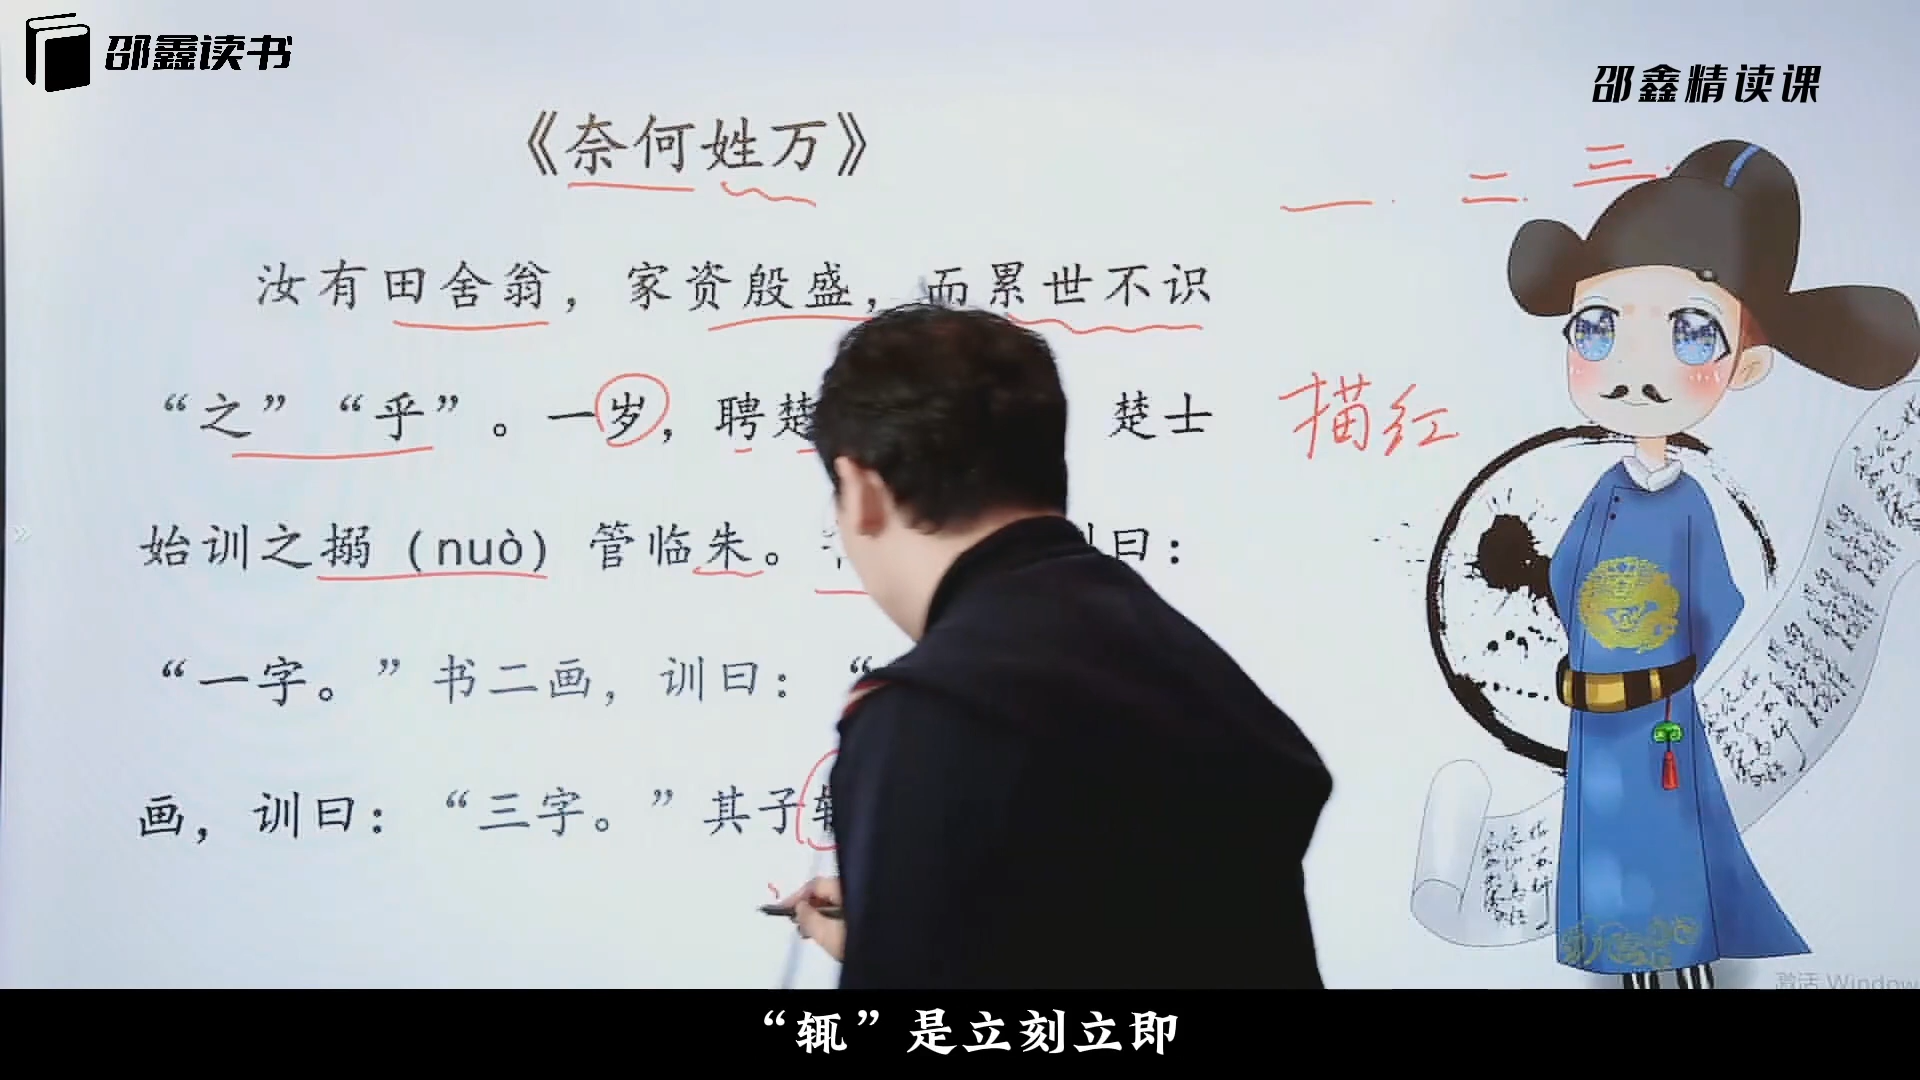 邵鑫读书
邵鑫精读课
《奈何姓万》
一 二 三
汝有田舍翁，家资殷盛，而累世不识
“之”“乎”。一岁，聘楚 楚士
描红
始训之搦（nuò）管临朱。 曰：
“一字。”书二画，训曰：“
画，训曰：“三字。”其子
激活 Window
“辄”是立刻立即